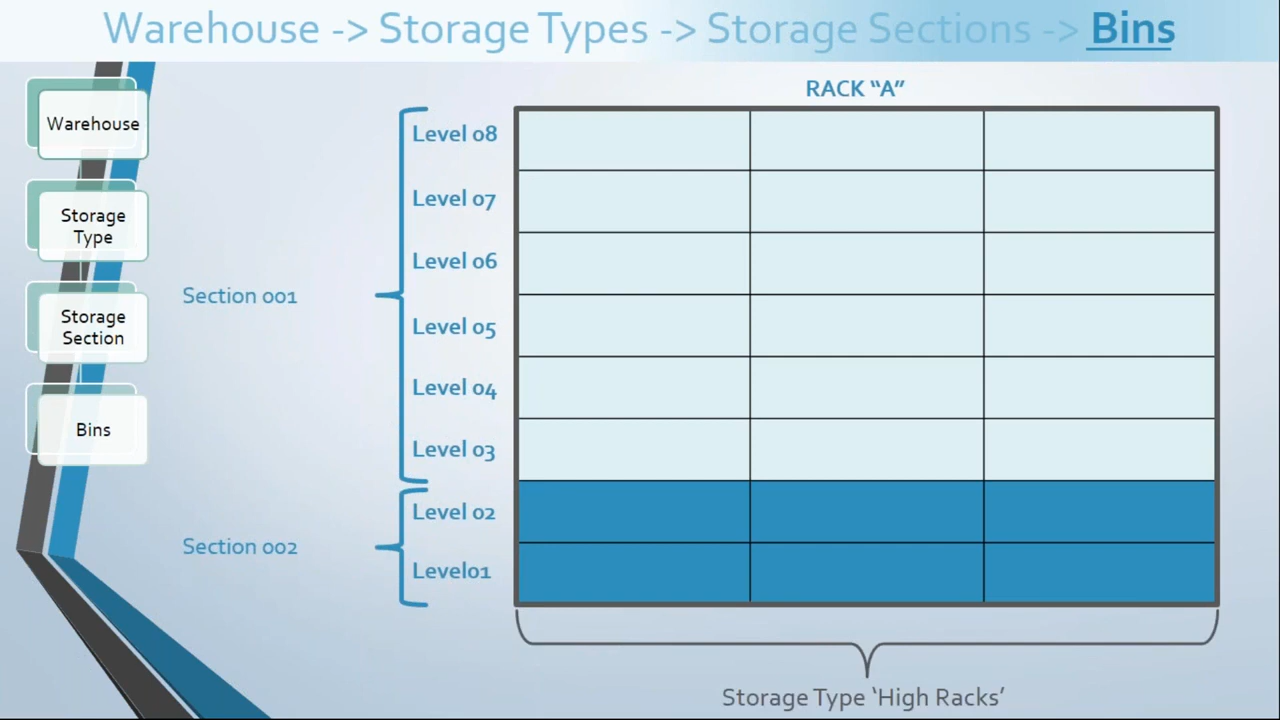 Warehouse -> Storage Types -> Storage Sections -> Bins
Warehouse
Storage
Type
Storage
Section
Bins
RACK “A”
Level 08
Level 07
Level 06
Section 001
Level 05
Level 04
Level 03
Level 02
Section 002
Level01
Storage Type ‘High Racks’